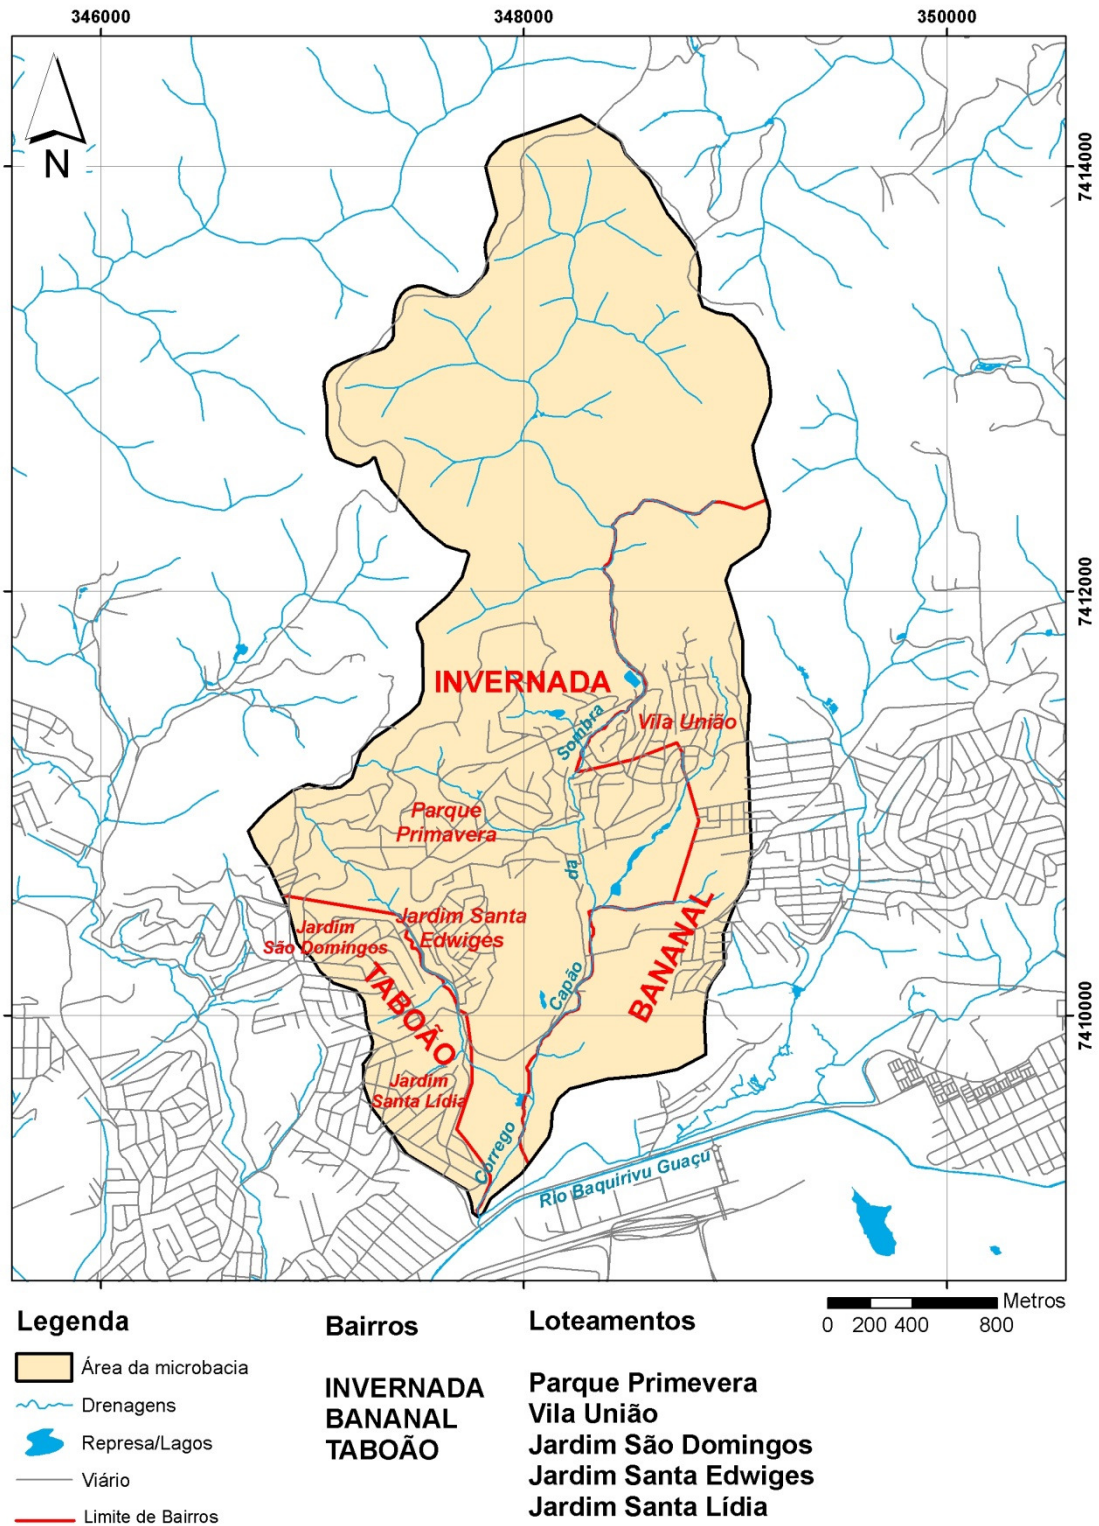 346000 348000 350000
N
7414000
7412000
INVERNADA
Sombra
Vila União
Parque
Primavera
da
Jardim Santa
Edwiges
Jardim
São Domingos
BANANAL
TABOÃO
Capão
7410000
Jardim
Santa Lídia
Corrego
Rio Baquirivu Guaçu
Legenda
Área da microbacia
Drenagens
Represa/Lagos
Viário
Limite de Bairros
Bairros
INVERNADA
BANANAL
TABOÃO
Loteamentos
Parque Primevera
Vila União
Jardim São Domingos
Jardim Santa Edwiges
Jardim Santa Lídia
Metros
0 200 400 800